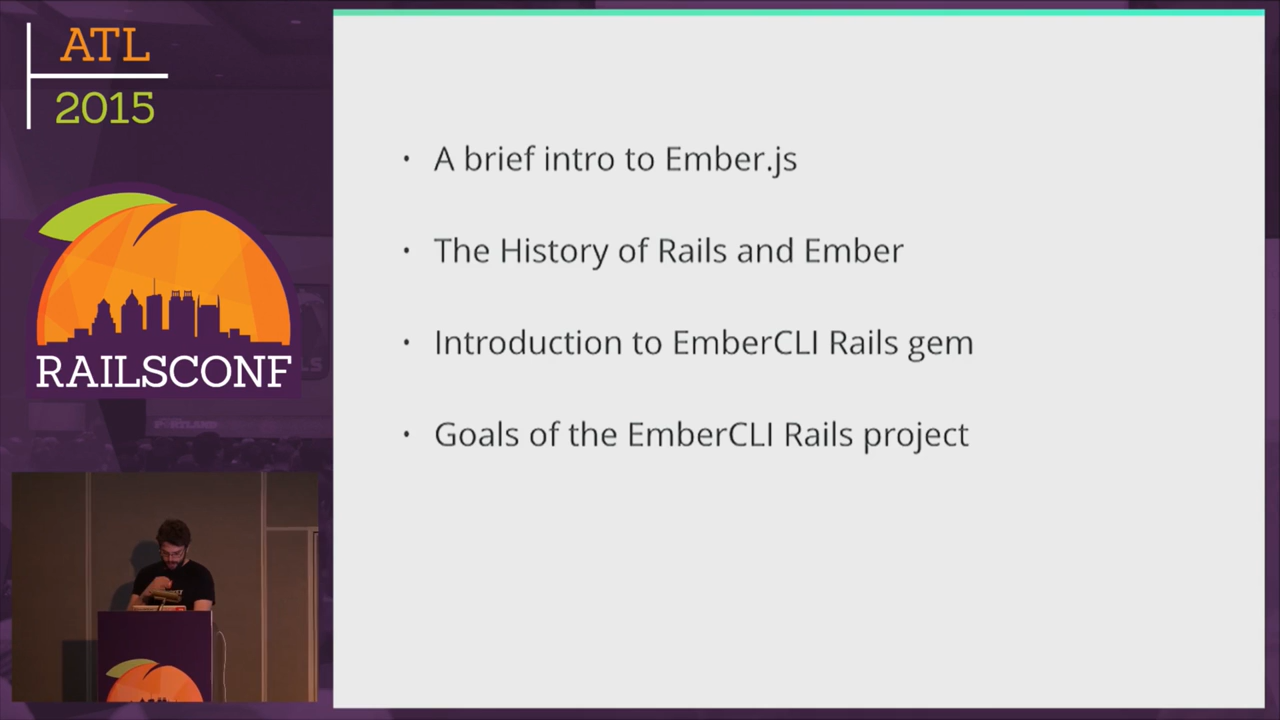 ATL
2015
RAILSCONF
• A brief intro to Ember.js
• The History of Rails and Ember
• Introduction to EmberCLI Rails gem
• Goals of the EmberCLI Rails project
PORTLAND